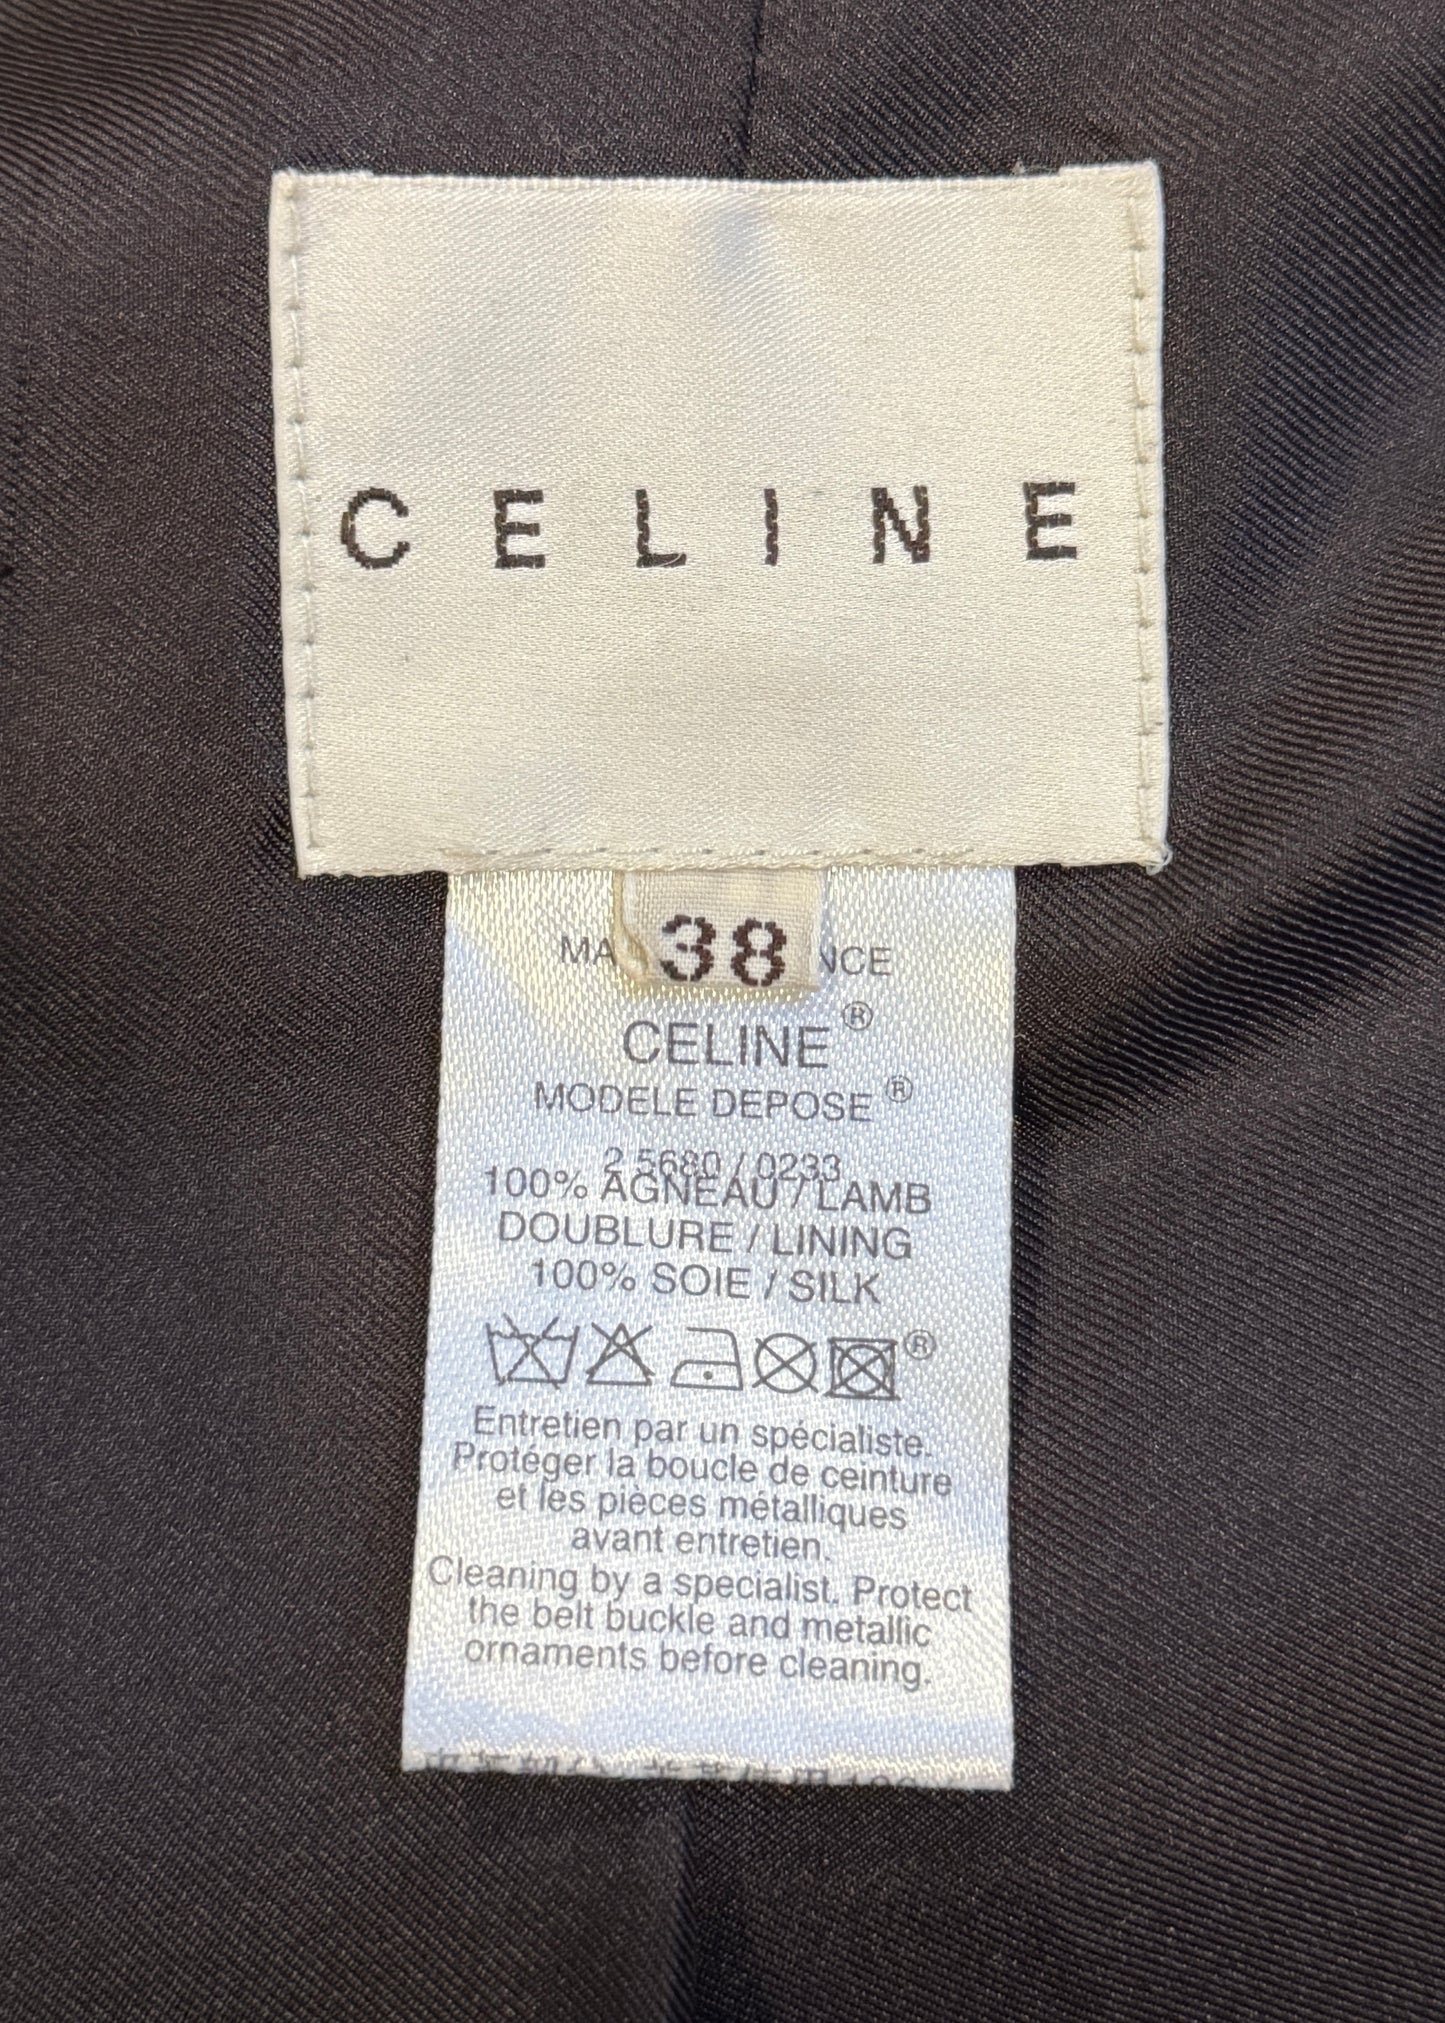 CELINE
38
CELINE®
MODELE DEPOSE®
2 5680 / 0233
100% AGNEAU / LAMB
DOUBLURE / LINING
100% SOIE / SILK
®
Entretien par un spécialiste.
Protéger la boucle de ceinture
et les pièces métalliques
avant entretien.
Cleaning by a specialist. Protect
the belt buckle and metallic
ornaments before cleaning.